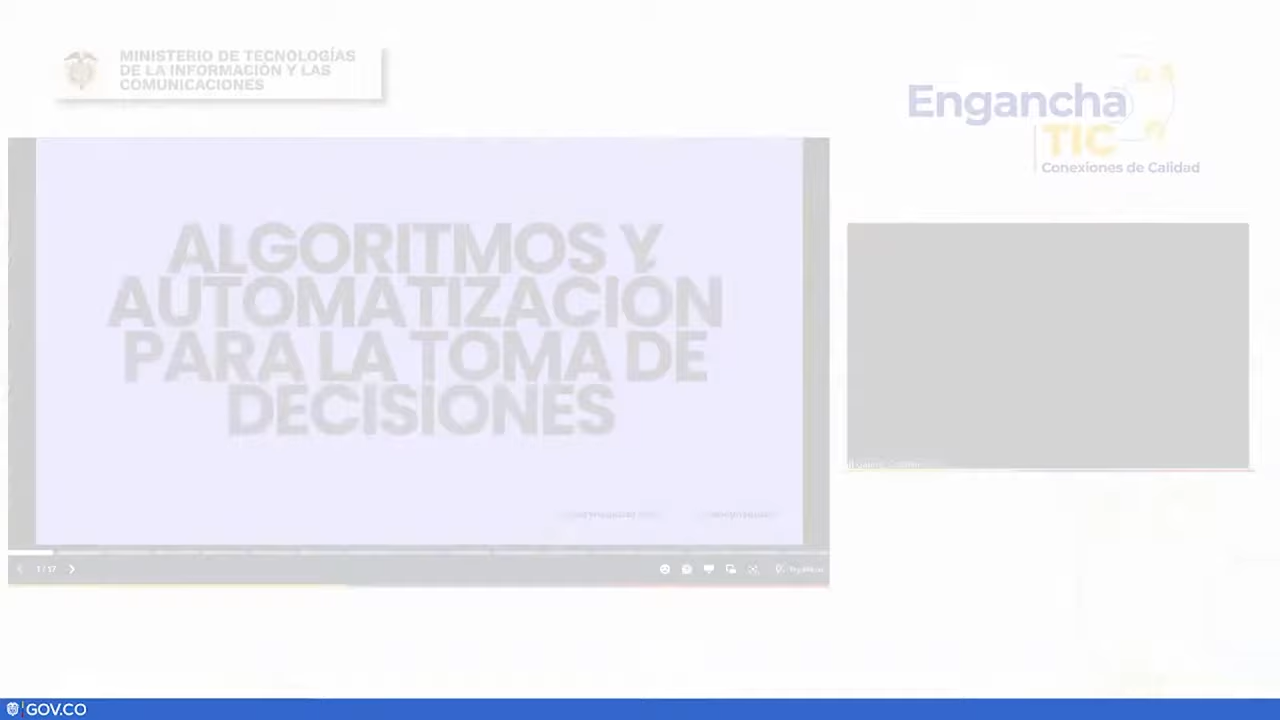 MINISTERIO DE TECNOLOGÍAS
DE LA INFORMACIÓN Y LAS
COMUNICACIONES
Engancha
TIC
Conexiones de Calidad
ALGORITMOS Y
AUTOMATIZACIÓN
PARA LA TOMA DE
DECISIONES
1 / 17
GOV.CO